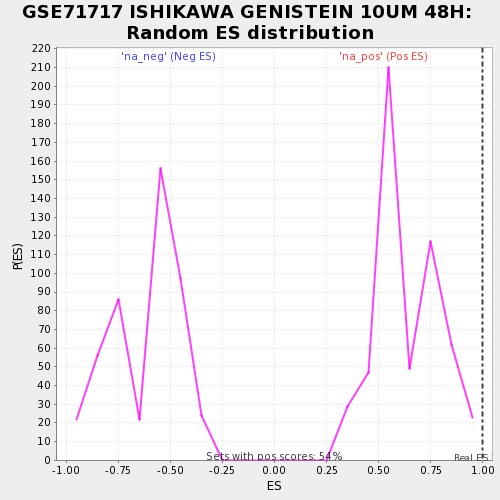 GSE71717 ISHIKAWA GENISTEIN 10UM 48H:
Random ES distribution
220
210
200
190
180
170
160
150
140
130
120
110
100
90
80
70
60
50
40
30
20
10
0
P(ES)
'na_neg' (Neg ES)
'na_pos' (Pos ES)
Sets with pos scores: 54%
Real ES
-1.00 -0.75 -0.50 -0.25 0.00 0.25 0.50 0.75 1.00
ES